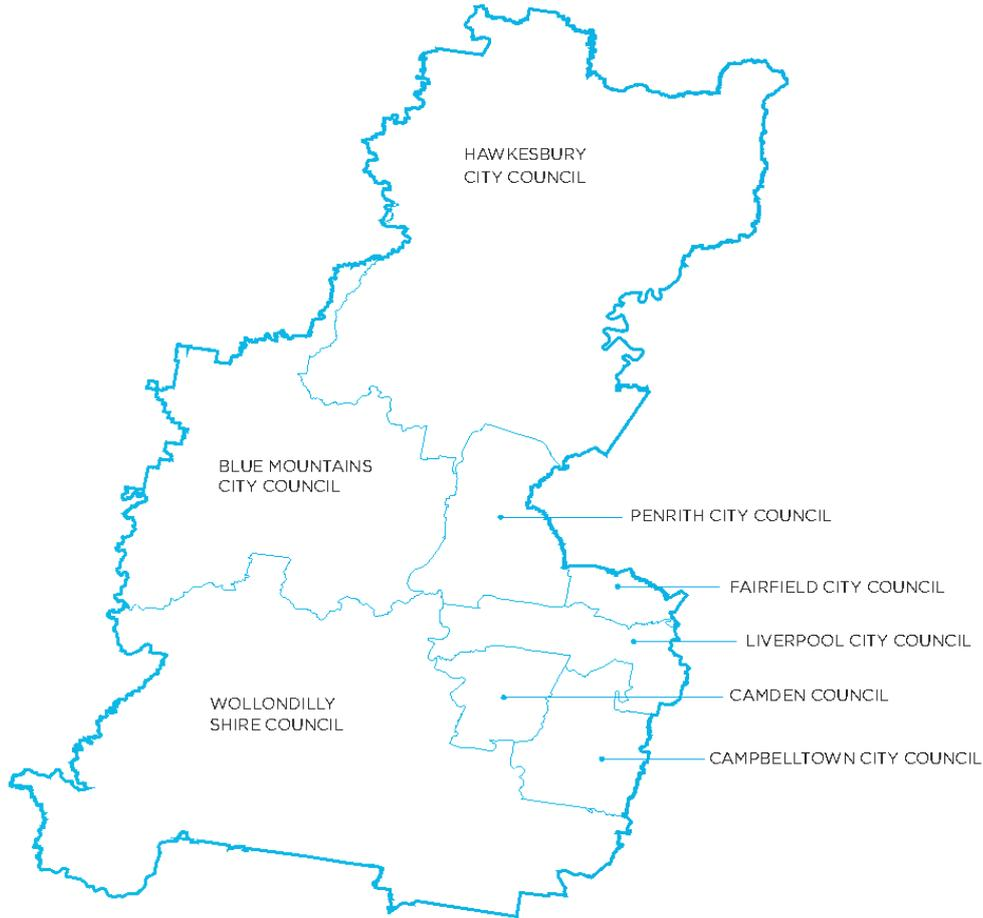 HAWKESBURY
CITY COUNCIL
BLUE MOUNTAINS
CITY COUNCIL
PENRITH CITY COUNCIL
FAIRFIELD CITY COUNCIL
LIVERPOOL CITY COUNCIL
CAMDEN COUNCIL
WOLLONDILLY
SHIRE COUNCIL
CAMPBELLTOWN CITY COUNCIL